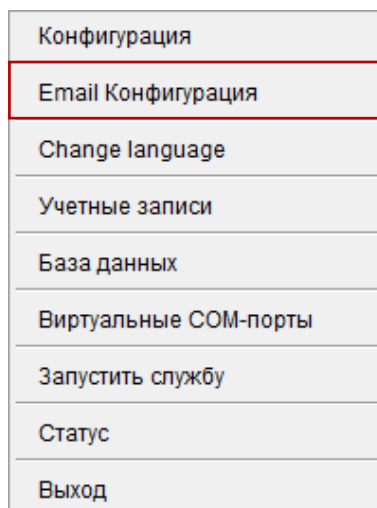 Конфигурация
Email Конфигурация
Change language
Учетные записи
База данных
Виртуальные COM-порты
Запустить службу
Статус
Выход